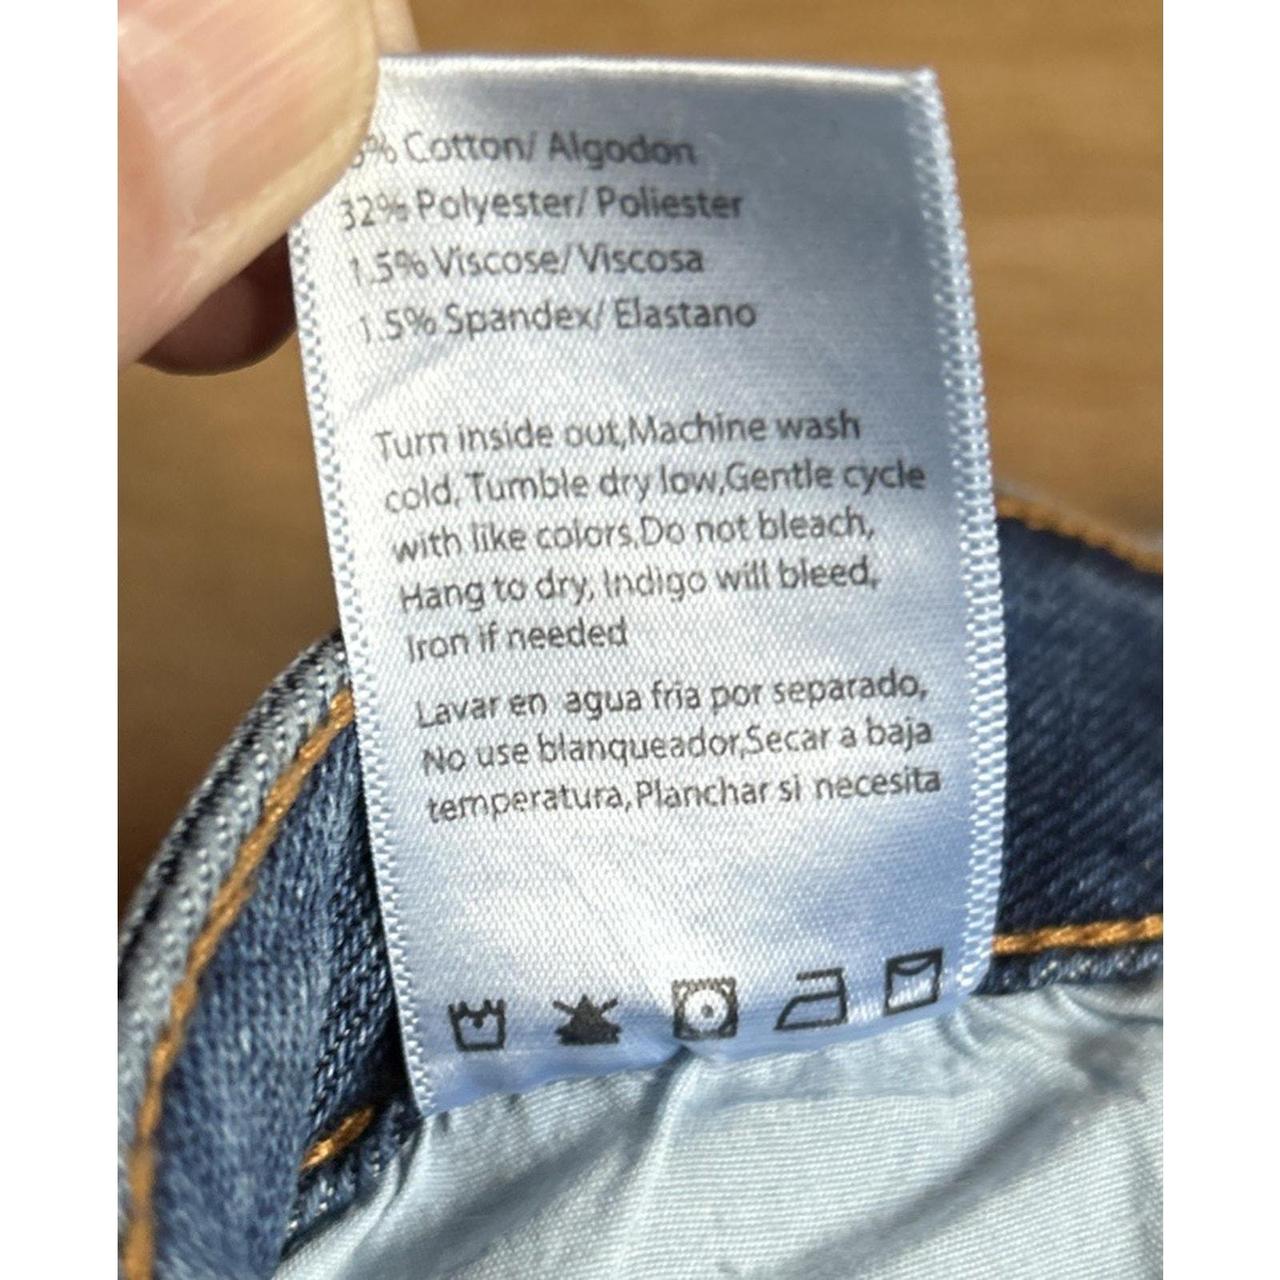 % Cotton/ Algodon
32% Polyester/ Poliester
1.5% Viscose/ Viscosa
1.5% Spandex/ Elastano
Turn inside out,Machine wash
cold, Tumble dry low,Gentle cycle
with like colors,Do not bleach,
Hang to dry, Indigo will bleed,
Iron if needed
Lavar en agua fria por separado,
No use blanqueador,Secar a baja
temperatura,Planchar si necesita